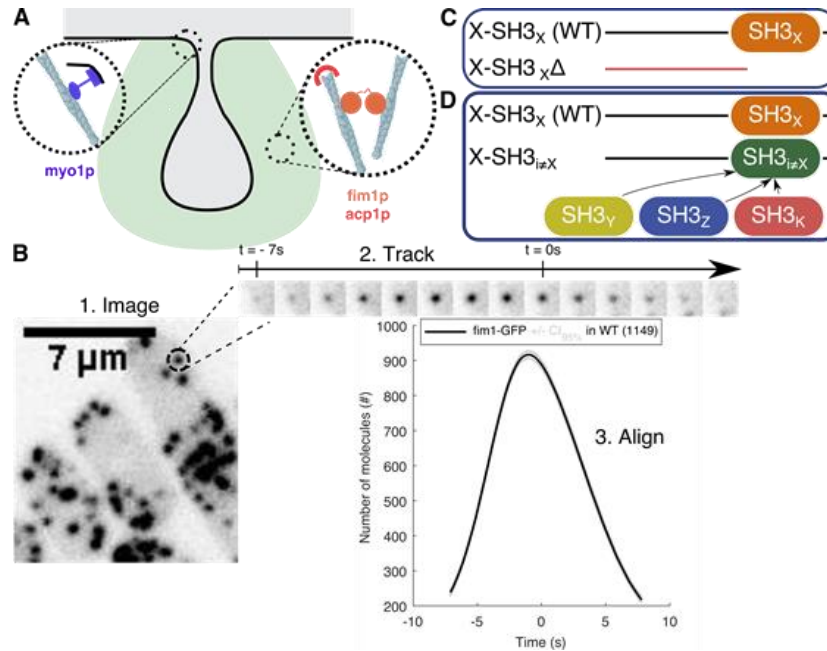 A
myo1p
fim1p
acp1p
C
X-SH3X (WT)
SH3X
X-SH3 XΔ
D
X-SH3X (WT)
SH3X
X-SH3i≠X
SH3i≠X
SH3Y
SH3Z
SH3K
B
t = - 7s
2. Track
t = 0s
1. Image
7 µm
fim1-GFP +/- CI95% in WT (1149)
3. Align
Number of molecules (#)
1000
900
800
700
600
500
400
300
200
-10
-5
0
5
10
Time (s)